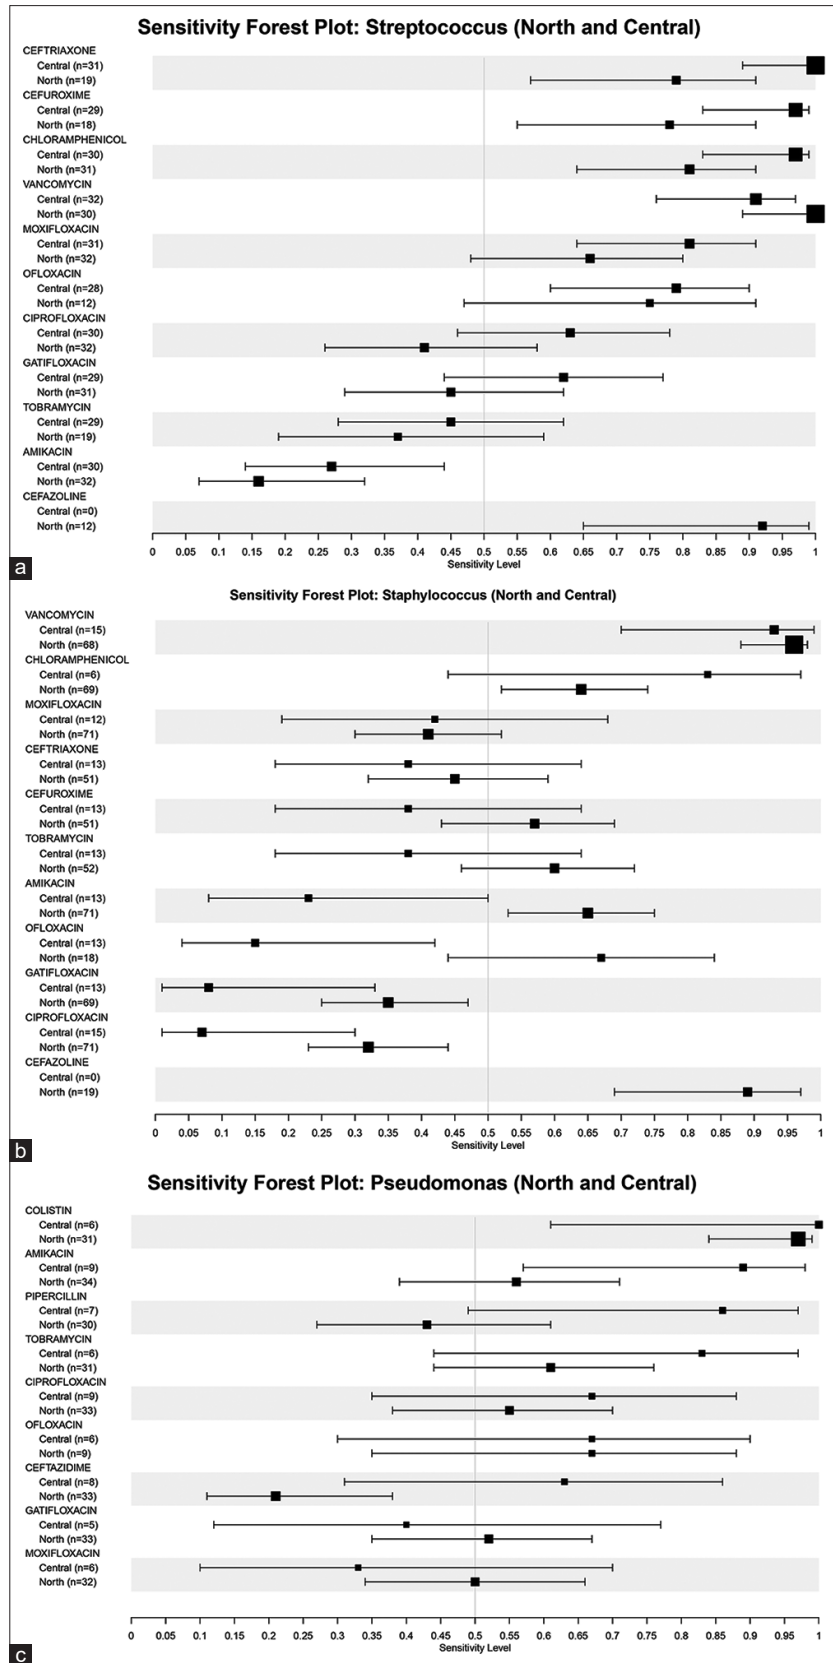 Sensitivity Forest Plot: Streptococcus (North and Central)
CEFTRIAXONE
Central (n=31)
North (n=19)
CEFUROXIME
Central (n=29)
North (n=18)
CHLORAMPHENICOL
Central (n=30)
North (n=31)
VANCOMYCIN
Central (n=32)
North (n=30)
MOXIFLOXACIN
Central (n=31)
North (n=32)
OFLOXACIN
Central (n=28)
North (n=12)
CIPROFLOXACIN
Central (n=30)
North (n=32)
GATIFLOXACIN
Central (n=29)
North (n=31)
TOBRAMYCIN
Central (n=29)
North (n=19)
AMIKACIN
Central (n=30)
North (n=32)
CEFAZOLINE
Central (n=0)
North (n=12)
0 0.05 0.1 0.15 0.2 0.25 0.3 0.35 0.4 0.45 0.5 0.55 0.6 0.65 0.7 0.75 0.8 0.85 0.9 0.95 1
Sensitivity Level
a
Sensitivity Forest Plot: Staphylococcus (North and Central)
VANCOMYCIN
Central (n=15)
North (n=68)
CHLORAMPHENICOL
Central (n=6)
North (n=69)
MOXIFLOXACIN
Central (n=12)
North (n=71)
CEFTRIAXONE
Central (n=13)
North (n=51)
CEFUROXIME
Central (n=13)
North (n=51)
TOBRAMYCIN
Central (n=13)
North (n=52)
AMIKACIN
Central (n=13)
North (n=71)
OFLOXACIN
Central (n=13)
North (n=18)
GATIFLOXACIN
Central (n=13)
North (n=69)
CIPROFLOXACIN
Central (n=15)
North (n=71)
CEFAZOLINE
Central (n=0)
North (n=19)
0 0.05 0.1 0.15 0.2 0.25 0.3 0.35 0.4 0.45 0.5 0.55 0.6 0.65 0.7 0.75 0.8 0.85 0.9 0.95 1
Sensitivity Level
b
Sensitivity Forest Plot: Pseudomonas (North and Central)
COLISTIN
Central (n=6)
North (n=31)
AMIKACIN
Central (n=9)
North (n=34)
PIPERCILLIN
Central (n=7)
North (n=30)
TOBRAMYCIN
Central (n=6)
North (n=31)
CIPROFLOXACIN
Central (n=9)
North (n=33)
OFLOXACIN
Central (n=6)
North (n=9)
CEFTAZIDIME
Central (n=8)
North (n=33)
GATIFLOXACIN
Central (n=5)
North (n=33)
MOXIFLOXACIN
Central (n=6)
North (n=32)
0 0.05 0.1 0.15 0.2 0.25 0.3 0.35 0.4 0.45 0.5 0.55 0.6 0.65 0.7 0.75 0.8 0.85 0.9 0.95 1
Sensitivity Level
c